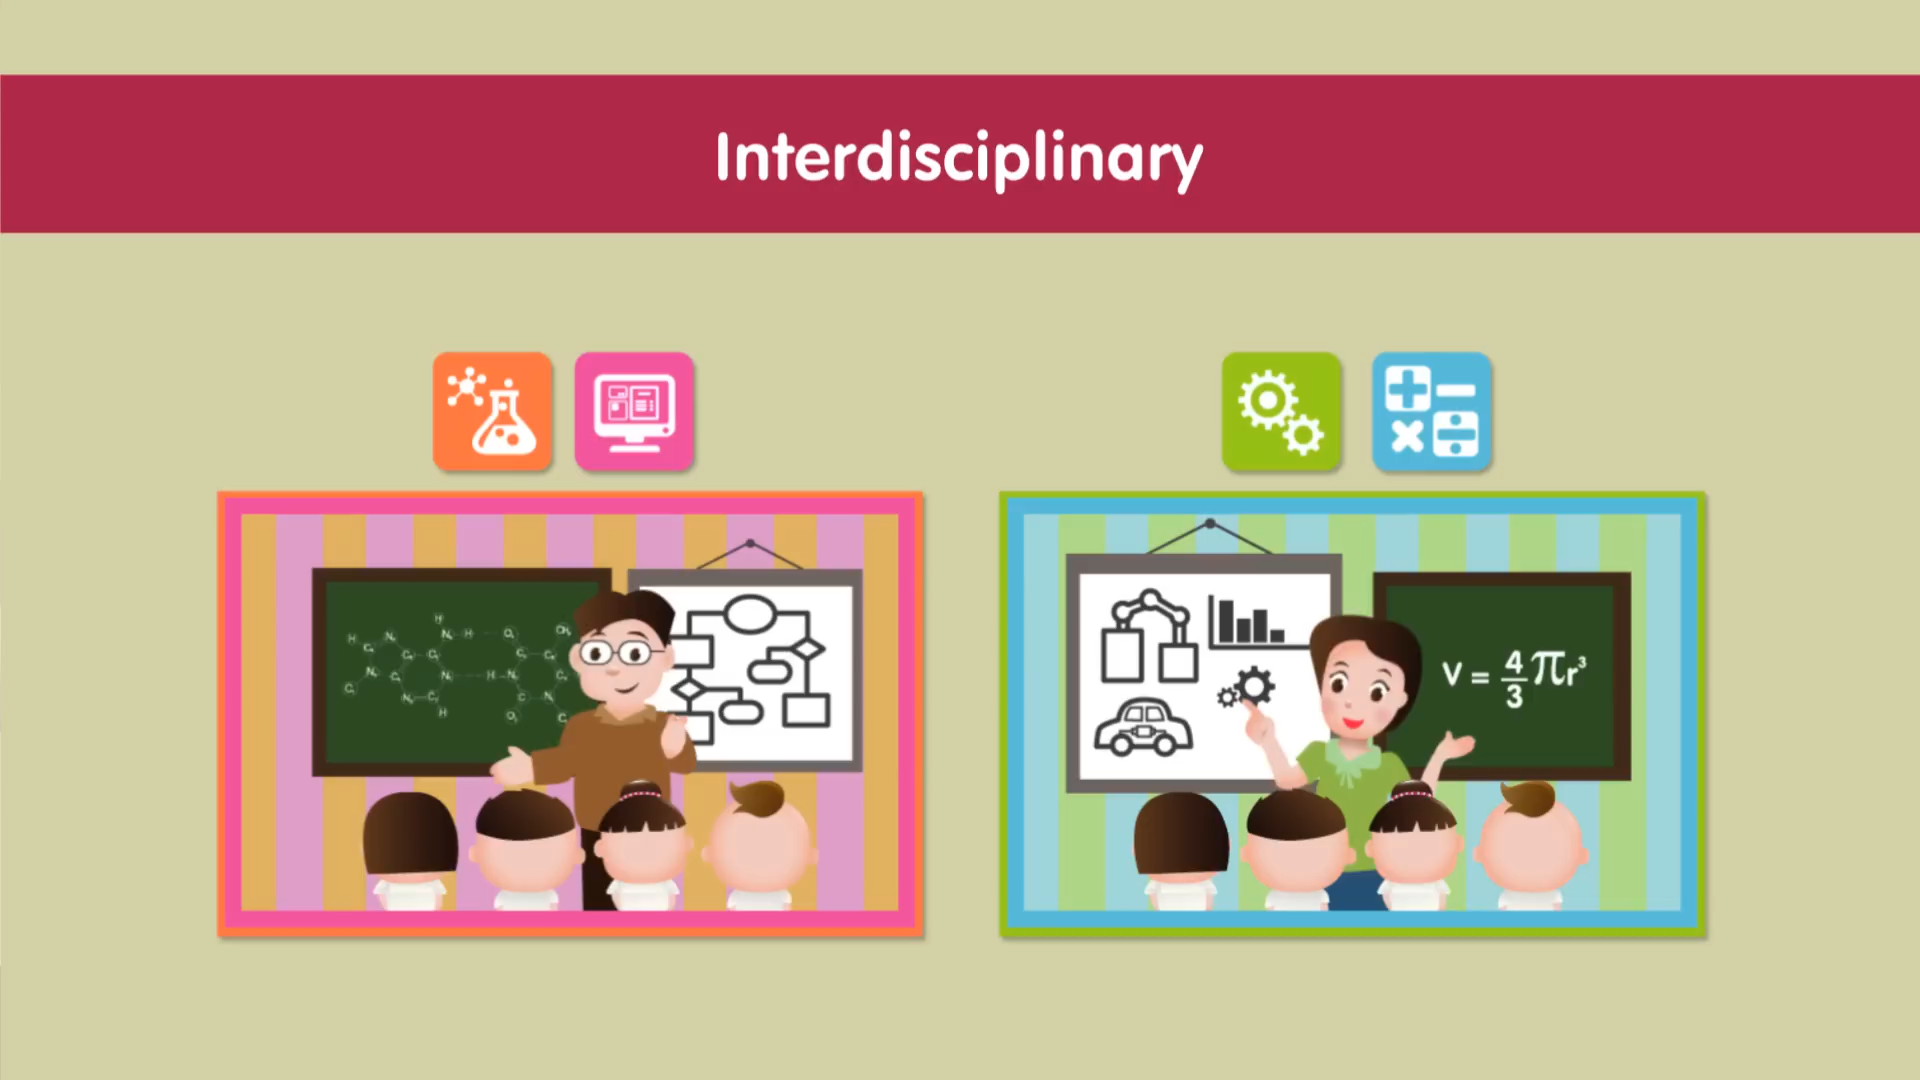 Interdisciplinary
V = 4/3 πr³